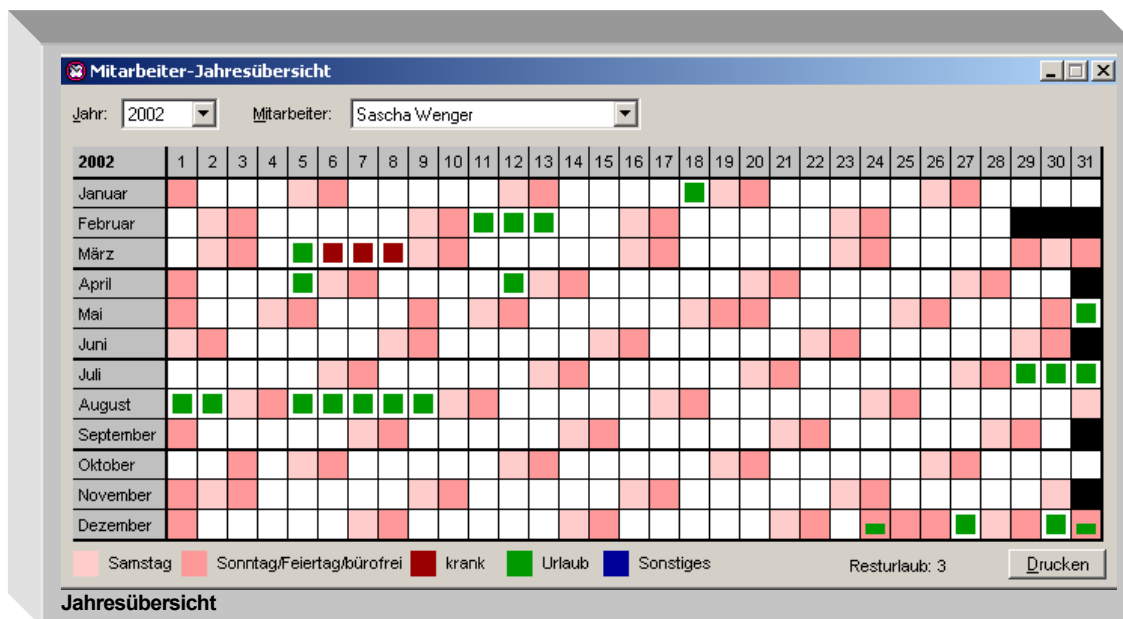 Mitarbeiter-Jahresübersicht
Jahr: 2002 Mitarbeiter: Sascha Wenger
2002 1 2 3 4 5 6 7 8 9 10 11 12 13 14 15 16 17 18 19 20 21 22 23 24 25 26 27 28 29 30 31
Januar
Februar
März
April
Mai
Juni
Juli
August
September
Oktober
November
Dezember
Samstag Sonntag/Feiertag/bürofrei krank Urlaub Sonstiges Resturlaub: 3 Drucken
Jahresübersicht